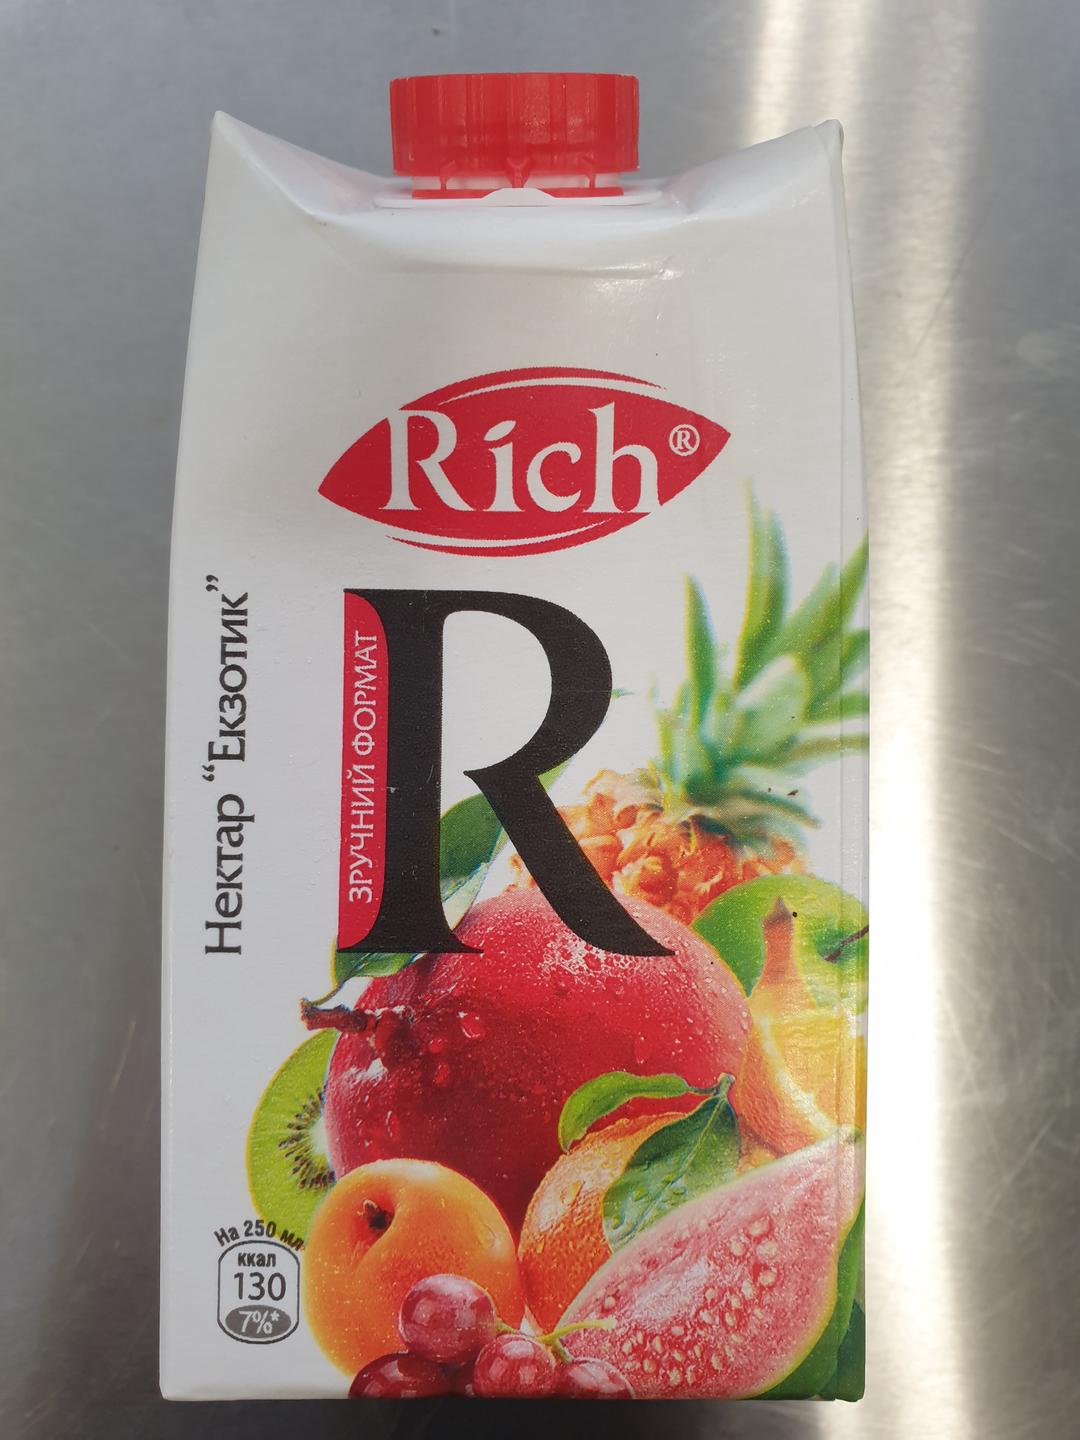 Rich®
Нектар “Екзотик”
ЗРУЧНИЙ ФОРМАТ
R
На 250 мл
ккал
130
7%*